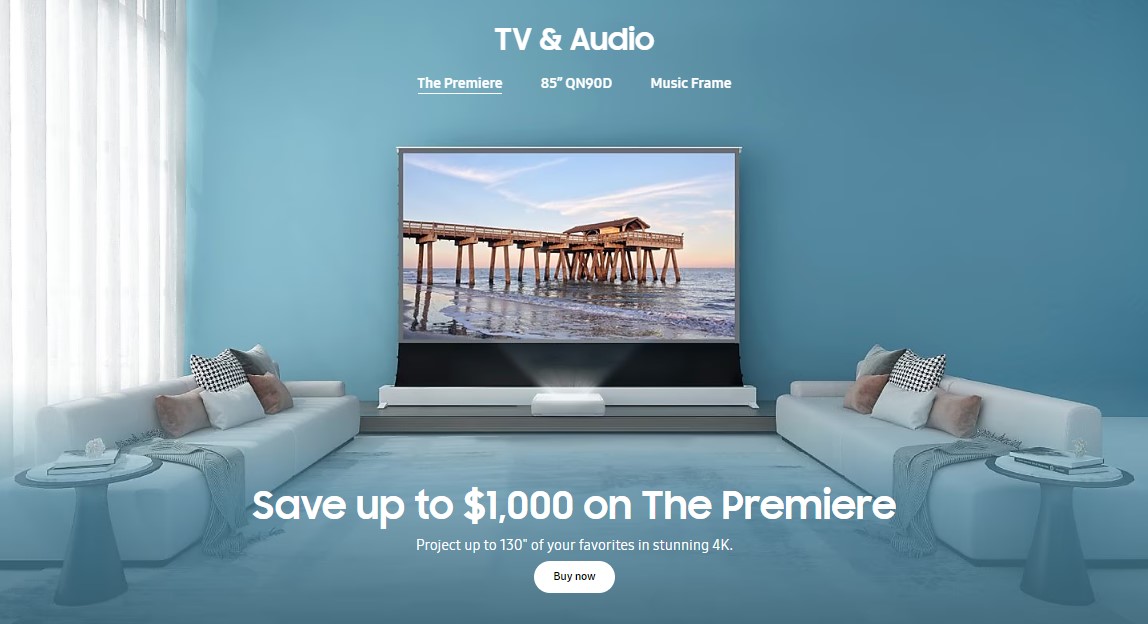 TV & Audio
The Premiere 85” QN90D Music Frame
Save up to $1,000 on The Premiere
Project up to 130" of your favorites in stunning 4K.
Buy now